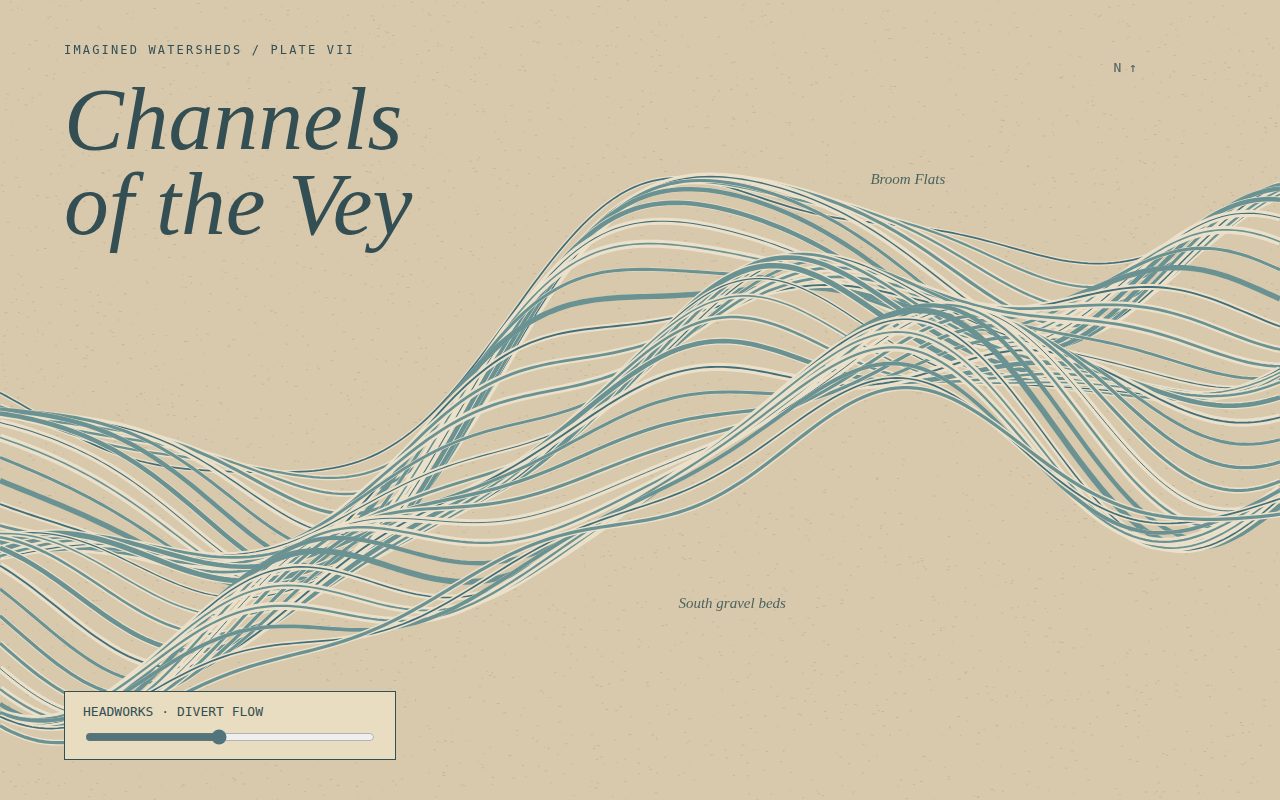 IMAGINED WATERSHEDS / PLATE VII
N ↑
Channels
of the Vey
Broom Flats
South gravel beds
HEADWORKS · DIVERT FLOW